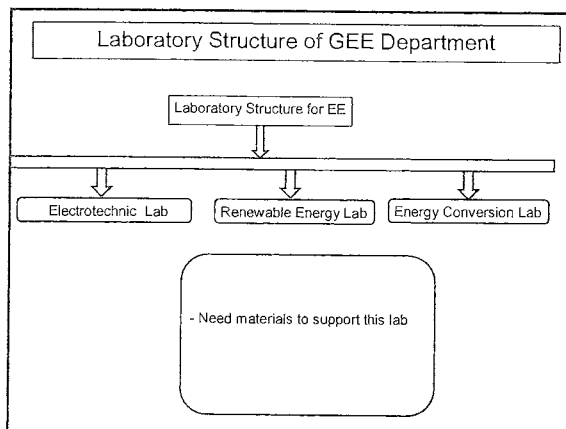 Laboratory Structure of GEE Department
Laboratory Structure for EE
Electrotechnic Lab
Renewable Energy Lab
Energy Conversion Lab
- Need materials to support this lab